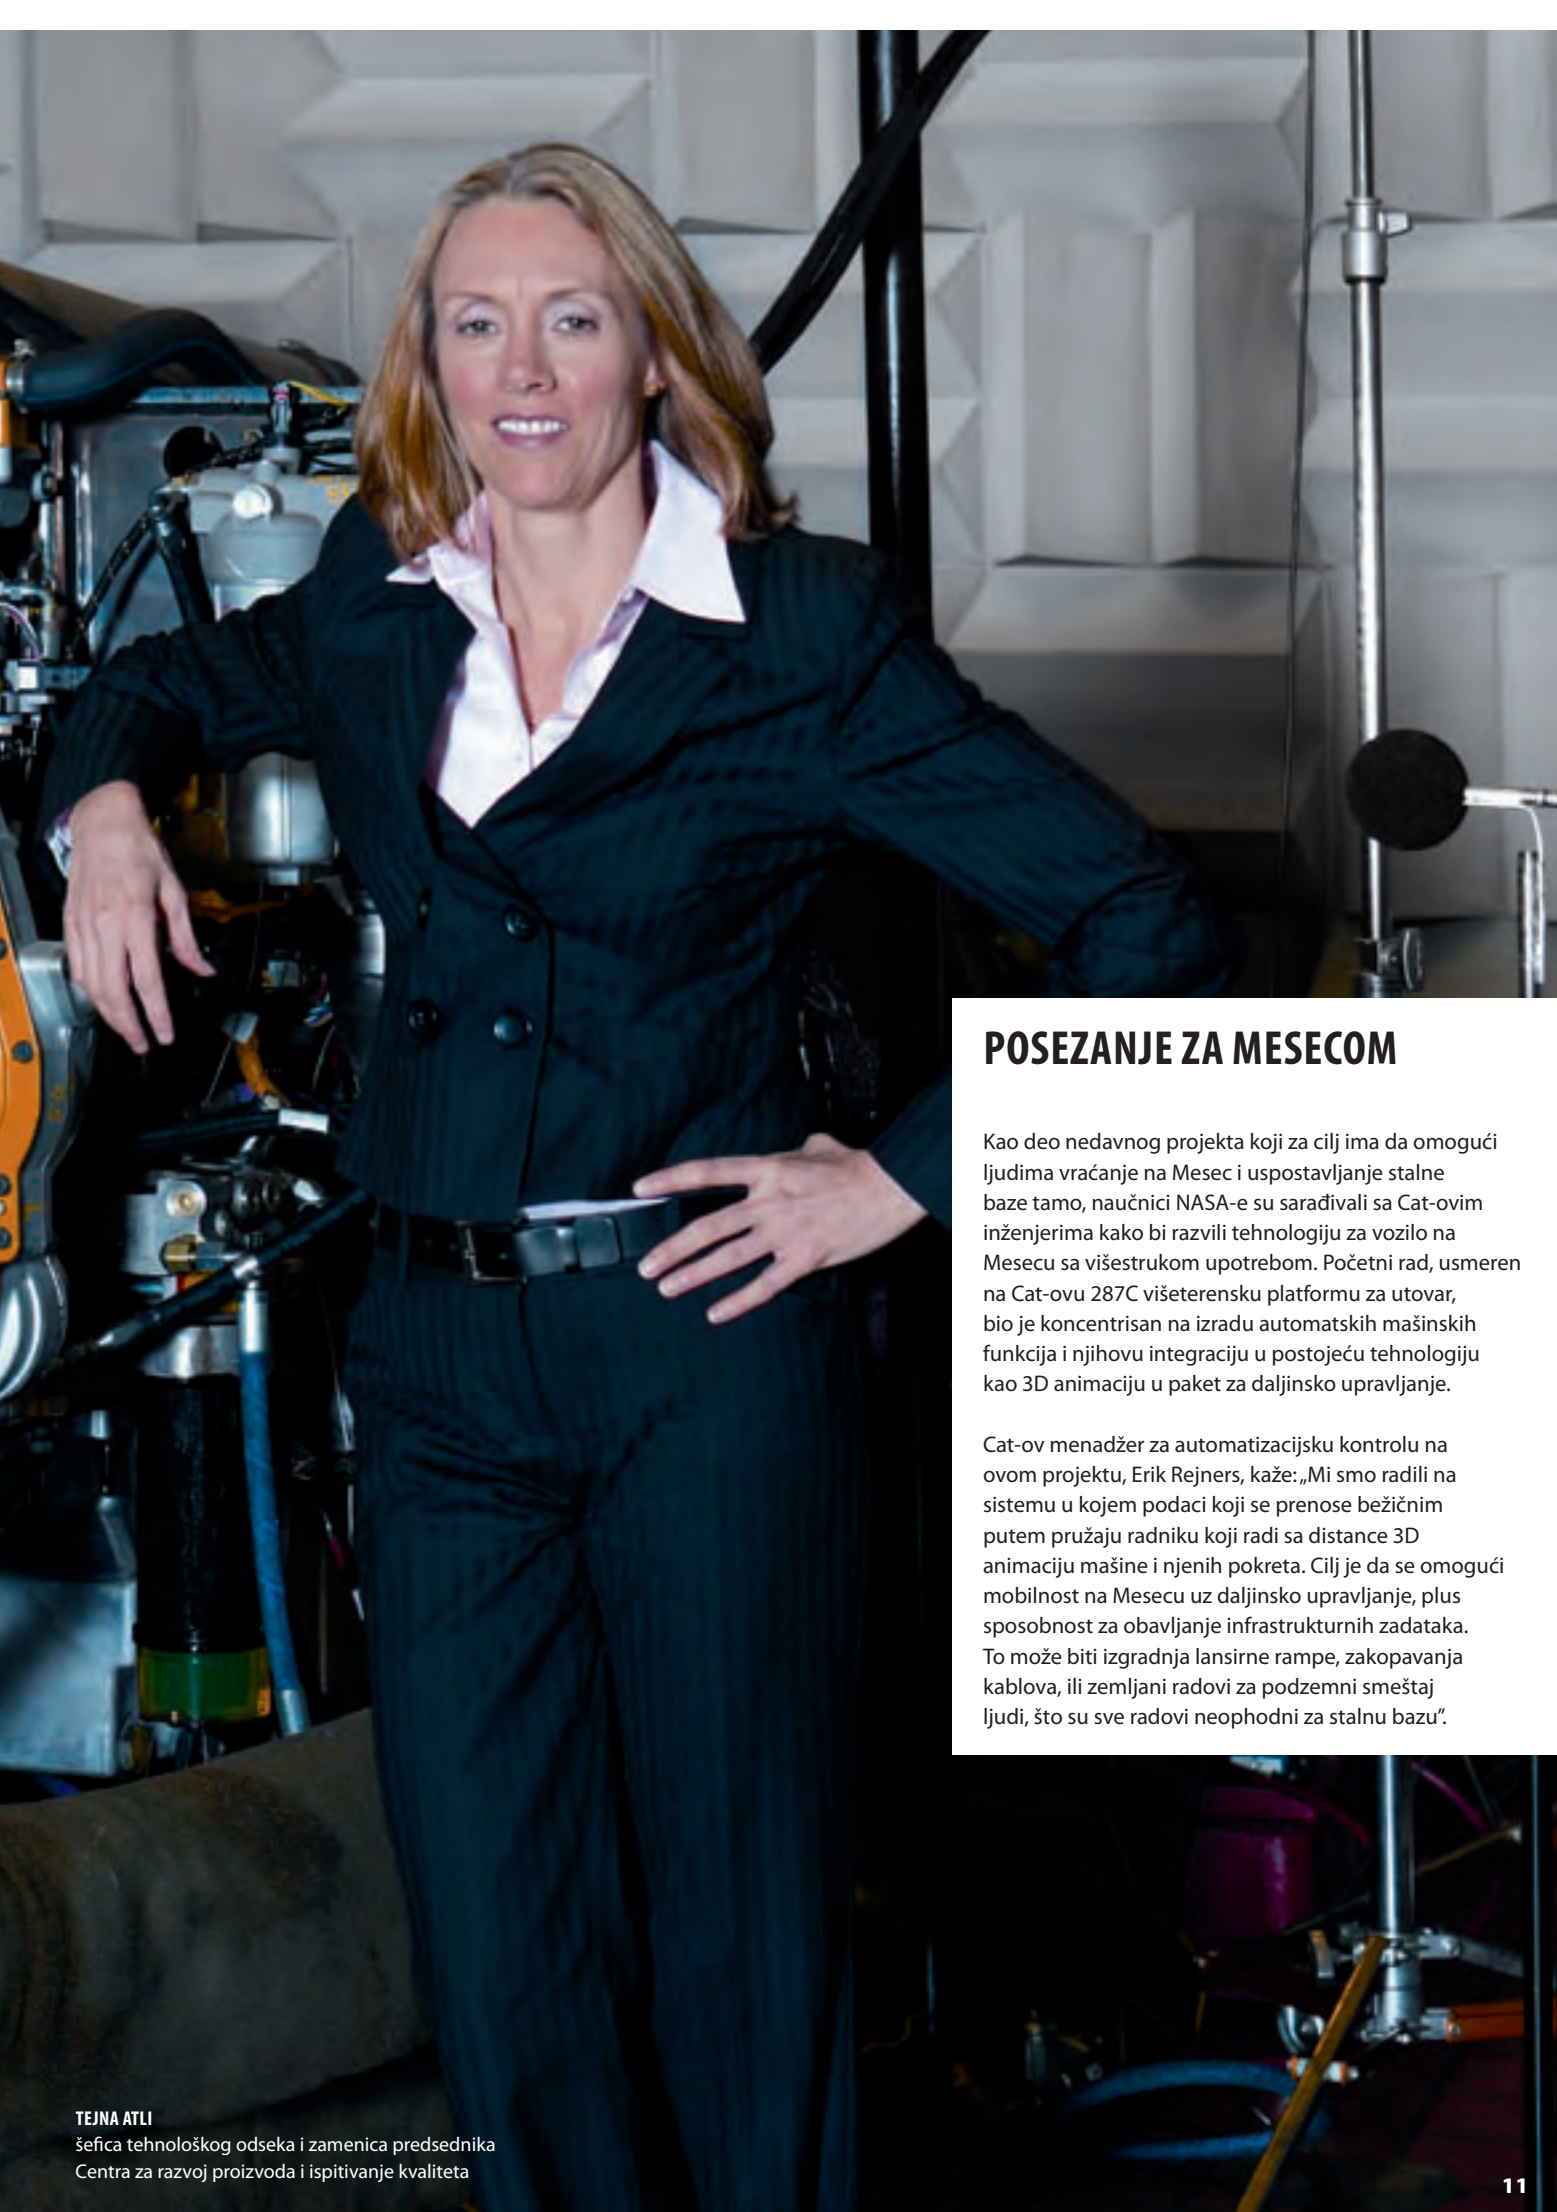 POSEZANJE ZA MESECOM
Kao deo nedavnog projekta koji za cilj ima da omogući
ljudima vraćanje na Mesec i uspostavljanje stalne
baze tamo, naučnici NASA-e su sarađivali sa Cat-ovim
inženjerima kako bi razvili tehnologiju za vozilo na
Mesecu sa višestrukom upotrebom. Početni rad, usmeren
na Cat-ovu 287C višeterensku platformu za utovar,
bio je koncentrisan na izradu automatskih mašinskih
funkcija i njihovu integraciju u postojeću tehnologiju
kao 3D animaciju u paket za daljinsko upravljanje.
Cat-ov menadžer za automatizacijsku kontrolu na
ovom projektu, Erik Rejners, kaže: „Mi smo radili na
sistemu u kojem podaci koji se prenose bežičnim
putem pružaju radniku koji radi sa distance 3D
animaciju mašine i njenih pokreta. Cilj je da se omogući
mobilnost na Mesecu uz daljinsko upravljanje, plus
sposobnost za obavljanje infrastrukturnih zadataka.
To može biti izgradnja lansirne rampe, zakopavanja
kablova, ili zemljani radovi za podzemni smeštaj
ljudi, što su sve radovi neophodni za stalnu bazu”.
TEJNA ATLI
šefica tehnološkog odseka i zamenica predsednika
Centra za razvoj proizvoda i ispitivanje kvaliteta
11